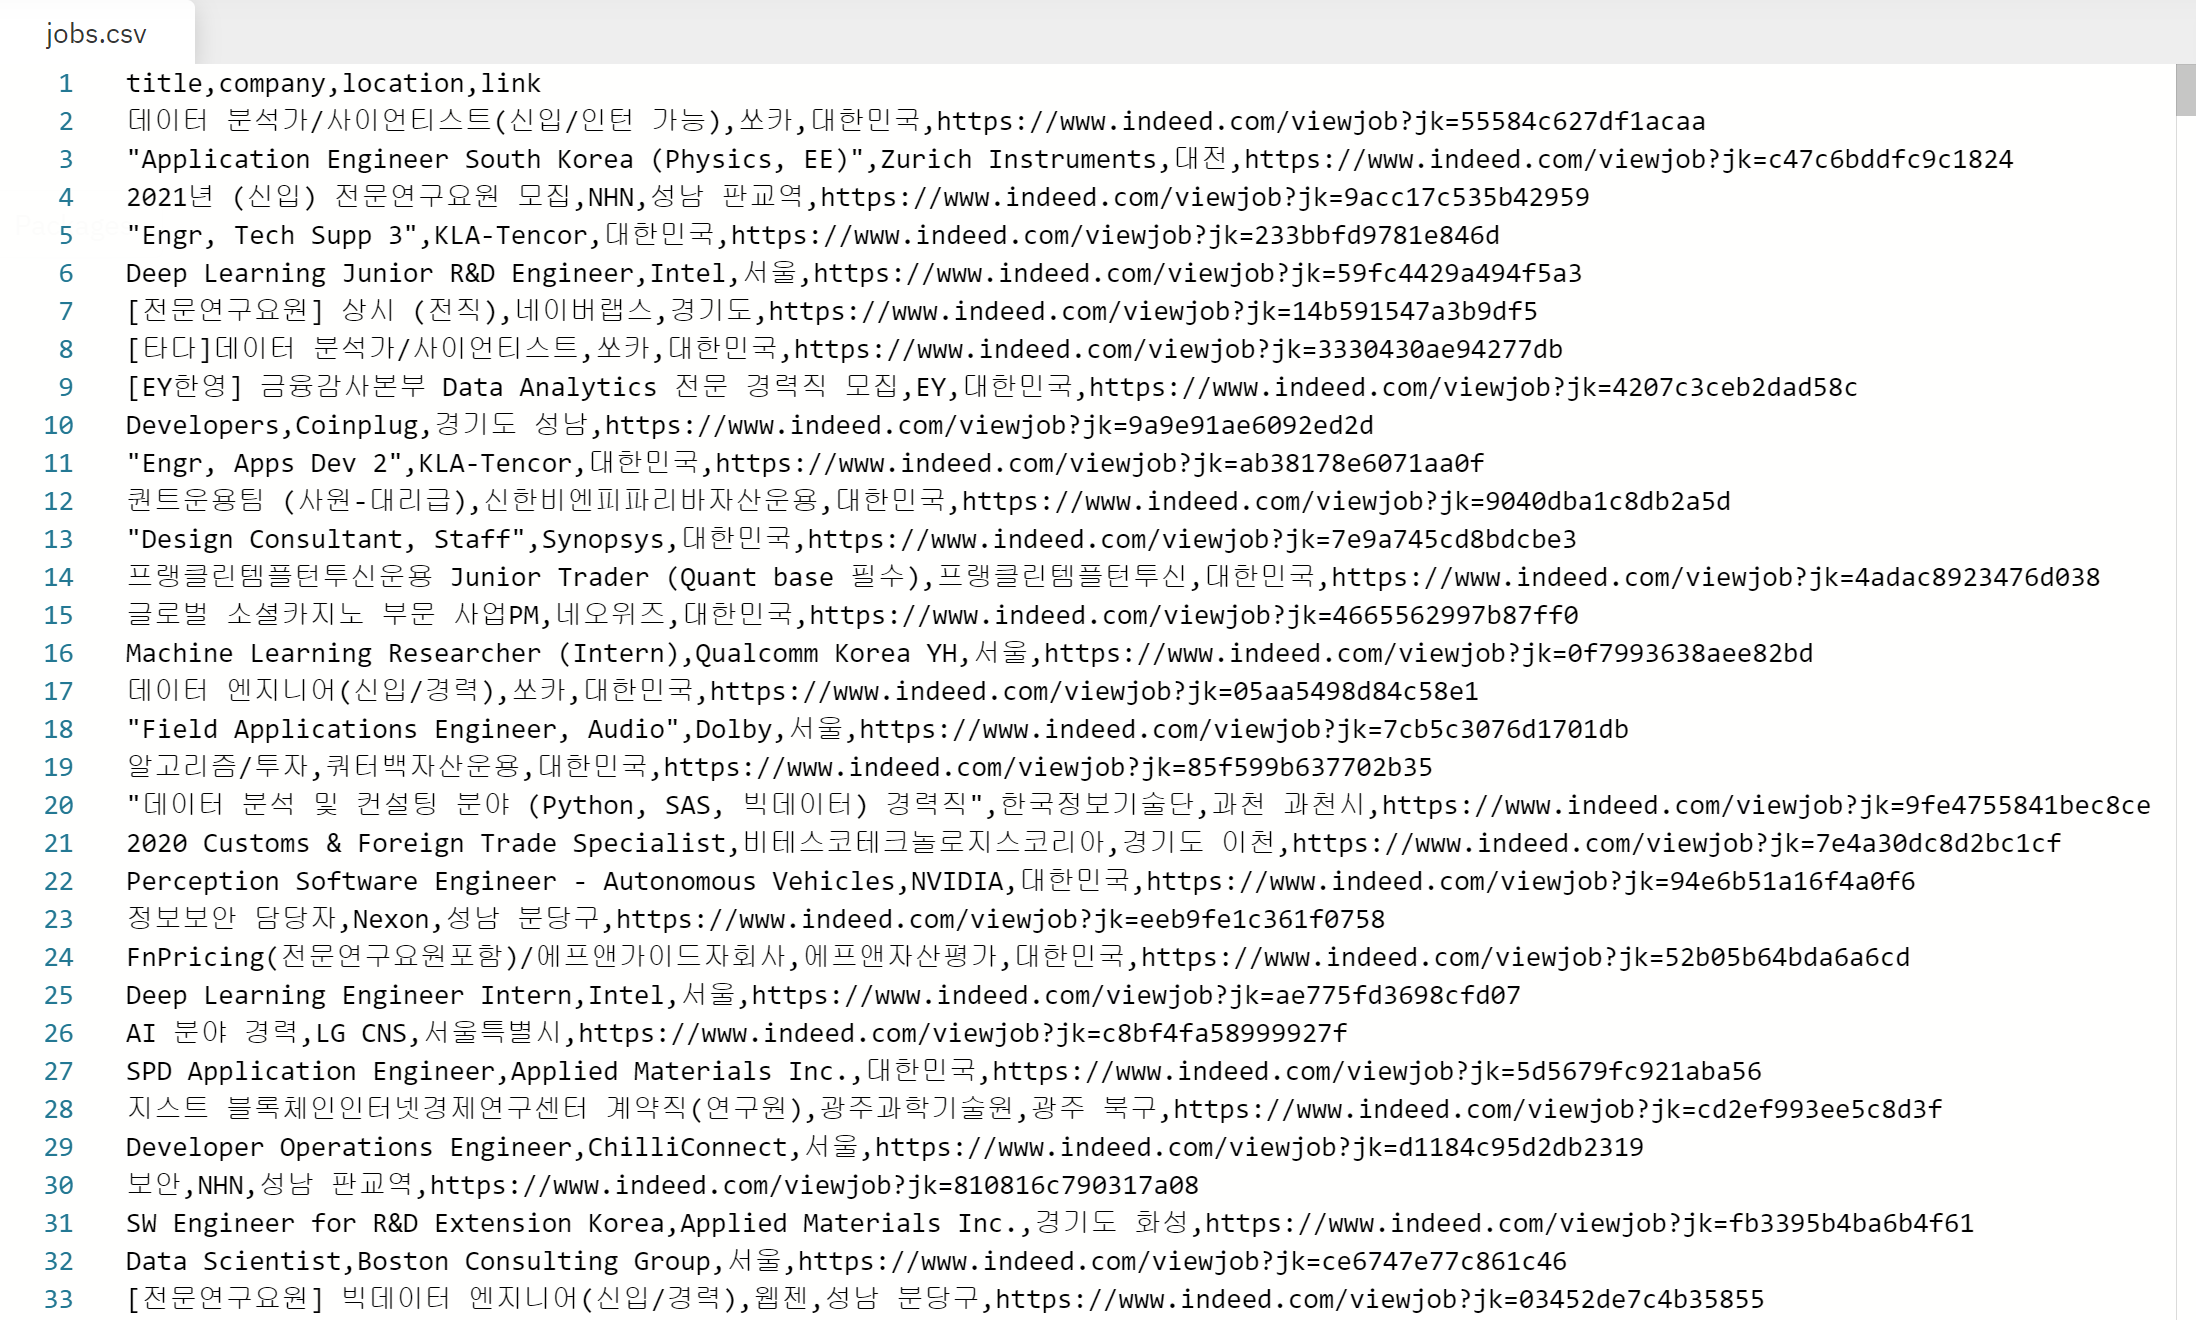 jobs.csv
1 title,company,location,link
2 데이터 분석가/사이언티스트(신입/인턴 가능),쏘카,대한민국,https://www.indeed.com/viewjob?jk=55584c627df1acaa
3 "Application Engineer South Korea (Physics, EE)",Zurich Instruments,대전,https://www.indeed.com/viewjob?jk=c47c6bddfc9c1824
4 2021년 (신입) 전문연구요원 모집,NHN,성남 판교역,https://www.indeed.com/viewjob?jk=9acc17c535b42959
5 "Engr, Tech Supp 3",KLA-Tencor,대한민국,https://www.indeed.com/viewjob?jk=233bbfd9781e846d
6 Deep Learning Junior R&D Engineer,Intel,서울,https://www.indeed.com/viewjob?jk=59fc4429a494f5a3
7 [전문연구요원] 상시 (전직),네이버랩스,경기도,https://www.indeed.com/viewjob?jk=14b591547a3b9df5
8 [타다]데이터 분석가/사이언티스트,쏘카,대한민국,https://www.indeed.com/viewjob?jk=3330430ae94277db
9 [EY한영] 금융감사본부 Data Analytics 전문 경력직 모집,EY,대한민국,https://www.indeed.com/viewjob?jk=4207c3ceb2dad58c
10 Developers,Coinplug,경기도 성남,https://www.indeed.com/viewjob?jk=9a9e91ae6092ed2d
11 "Engr, Apps Dev 2",KLA-Tencor,대한민국,https://www.indeed.com/viewjob?jk=ab38178e6071aa0f
12 퀀트운용팀 (사원-대리급),신한비엔피파리바자산운용,대한민국,https://www.indeed.com/viewjob?jk=9040dba1c8db2a5d
13 "Design Consultant, Staff",Synopsys,대한민국,https://www.indeed.com/viewjob?jk=7e9a745cd8bdcbe3
14 프랭클린템플턴투신운용 Junior Trader (Quant base 필수),프랭클린템플턴투신,대한민국,https://www.indeed.com/viewjob?jk=4adac8923476d038
15 글로벌 소셜카지노 부문 사업PM,네오위즈,대한민국,https://www.indeed.com/viewjob?jk=4665562997b87ff0
16 Machine Learning Researcher (Intern),Qualcomm Korea YH,서울,https://www.indeed.com/viewjob?jk=0f7993638aee82bd
17 데이터 엔지니어(신입/경력),쏘카,대한민국,https://www.indeed.com/viewjob?jk=05aa5498d84c58e1
18 "Field Applications Engineer, Audio",Dolby,서울,https://www.indeed.com/viewjob?jk=7cb5c3076d1701db
19 알고리즘/투자,쿼터백자산운용,대한민국,https://www.indeed.com/viewjob?jk=85f599b637702b35
20 "데이터 분석 및 컨설팅 분야 (Python, SAS, 빅데이터) 경력직",한국정보기술단,과천 과천시,https://www.indeed.com/viewjob?jk=9fe4755841bec8ce
21 2020 Customs & Foreign Trade Specialist,비테스코테크놀로지스코리아,경기도 이천,https://www.indeed.com/viewjob?jk=7e4a30dc8d2bc1cf
22 Perception Software Engineer - Autonomous Vehicles,NVIDIA,대한민국,https://www.indeed.com/viewjob?jk=94e6b51a16f4a0f6
23 정보보안 담당자,Nexon,성남 분당구,https://www.indeed.com/viewjob?jk=eeb9fe1c361f0758
24 FnPricing(전문연구요원포함)/에프앤가이드자회사,에프앤자산평가,대한민국,https://www.indeed.com/viewjob?jk=52b05b64bda6a6cd
25 Deep Learning Engineer Intern,Intel,서울,https://www.indeed.com/viewjob?jk=ae775fd3698cfd07
26 AI 분야 경력,LG CNS,서울특별시,https://www.indeed.com/viewjob?jk=c8bf4fa58999927f
27 SPD Application Engineer,Applied Materials Inc.,대한민국,https://www.indeed.com/viewjob?jk=5d5679fc921aba56
28 지스트 블록체인인터넷경제연구센터 계약직(연구원),광주과학기술원,광주 북구,https://www.indeed.com/viewjob?jk=cd2ef993ee5c8d3f
29 Developer Operations Engineer,ChilliConnect,서울,https://www.indeed.com/viewjob?jk=d1184c95d2db2319
30 보안,NHN,성남 판교역,https://www.indeed.com/viewjob?jk=810816c790317a08
31 SW Engineer for R&D Extension Korea,Applied Materials Inc.,경기도 화성,https://www.indeed.com/viewjob?jk=fb3395b4ba6b4f61
32 Data Scientist,Boston Consulting Group,서울,https://www.indeed.com/viewjob?jk=ce6747e77c861c46
33 [전문연구요원] 빅데이터 엔지니어(신입/경력),웹젠,성남 분당구,https://www.indeed.com/viewjob?jk=03452de7c4b35855